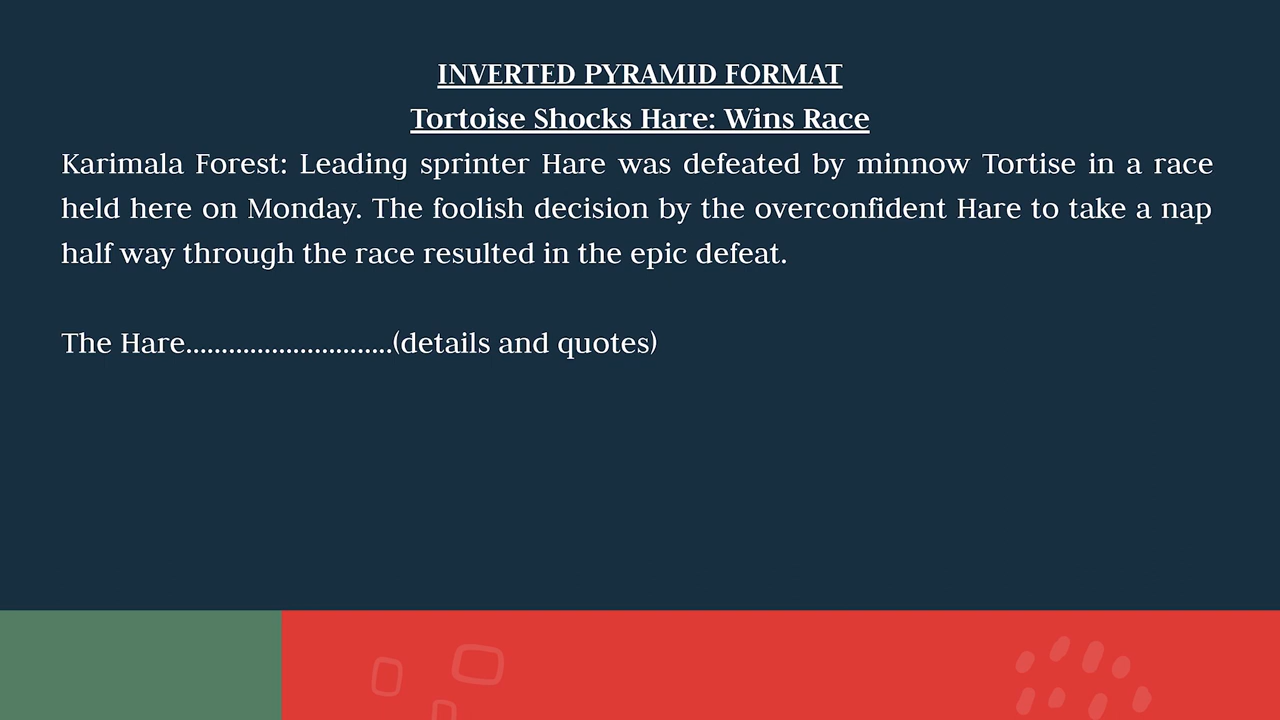 INVERTED PYRAMID FORMAT
Tortoise Shocks Hare: Wins Race
Karimala Forest: Leading sprinter Hare was defeated by minnow Tortise in a race
held here on Monday. The foolish decision by the overconfident Hare to take a nap
half way through the race resulted in the epic defeat.
The Hare.............................(details and quotes)